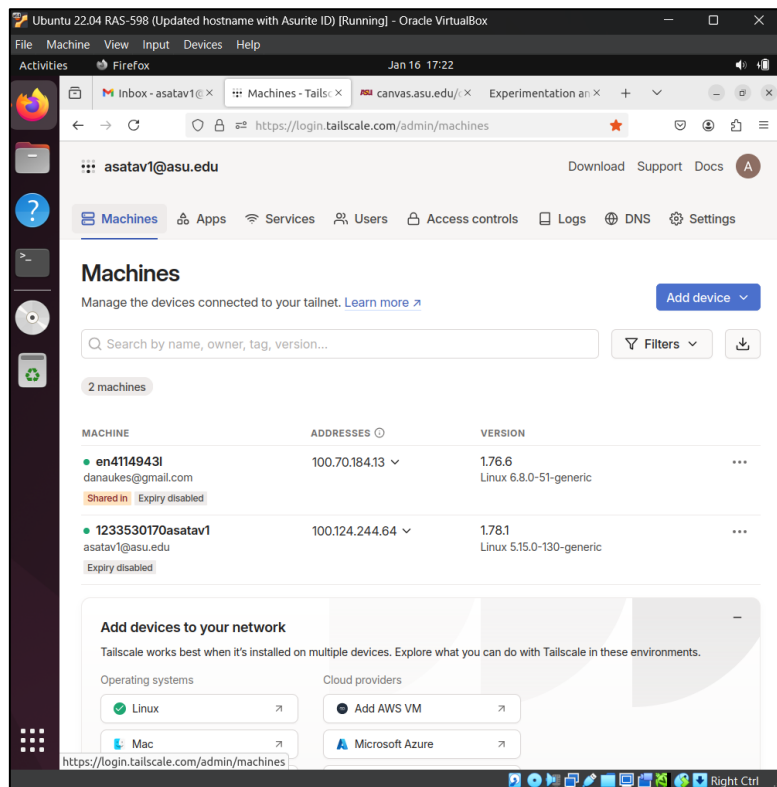 Ubuntu 22.04 RAS-598 (Updated hostname with Asurite ID) [Running] - Oracle VirtualBox
File Machine View Input Devices Help
Activities Firefox Jan 16 17:22
Inbox - asatav1@ Machines - Tailsc canvas.asu.edu/ Experimentation an
https://login.tailscale.com/admin/machines
asatav1@asu.edu Download Support Docs A
Machines Apps Services Users Access controls Logs DNS Settings
Machines
Manage the devices connected to your tailnet. Learn more ↗
Add device
Search by name, owner, tag, version... Filters
2 machines
MACHINE ADDRESSES VERSION
en4114943l 100.70.184.13 1.76.6
danaukes@gmail.com Linux 6.8.0-51-generic
Shared in Expiry disabled
1233530170asatav1 100.124.244.64 1.78.1
asatav1@asu.edu Linux 5.15.0-130-generic
Expiry disabled
Add devices to your network
Tailscale works best when it's installed on multiple devices. Explore what you can do with Tailscale in these environments.
Operating systems Cloud providers
Linux ↗ Add AWS VM ↗
Mac ↗ Microsoft Azure ↗
https://login.tailscale.com/admin/machines
Right Ctrl